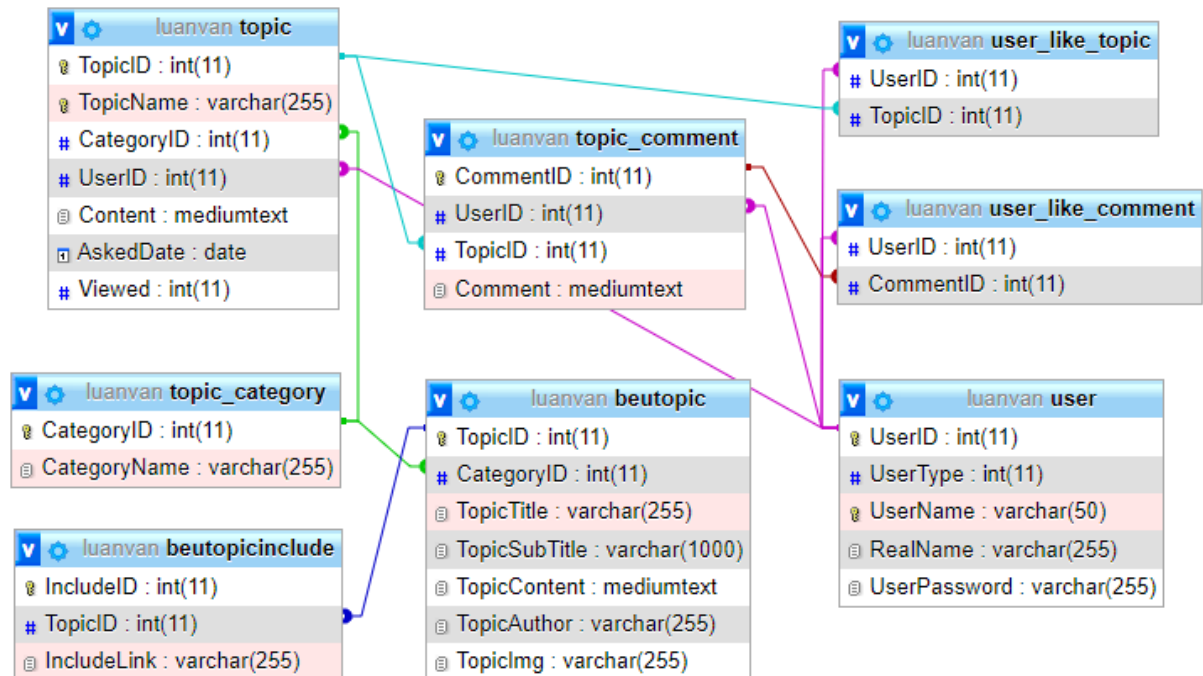 luanvan topic
TopicID : int(11)
TopicName : varchar(255)
CategoryID : int(11)
UserID : int(11)
Content : mediumtext
AskedDate : date
Viewed : int(11)
luanvan topic_comment
CommentID : int(11)
UserID : int(11)
TopicID : int(11)
Comment : mediumtext
luanvan user_like_topic
UserID : int(11)
TopicID : int(11)
luanvan user_like_comment
UserID : int(11)
CommentID : int(11)
luanvan topic_category
CategoryID : int(11)
CategoryName : varchar(255)
luanvan beutopic
TopicID : int(11)
CategoryID : int(11)
TopicTitle : varchar(255)
TopicSubTitle : varchar(1000)
TopicContent : mediumtext
TopicAuthor : varchar(255)
TopicImg : varchar(255)
luanvan user
UserID : int(11)
UserType : int(11)
UserName : varchar(50)
RealName : varchar(255)
UserPassword : varchar(255)
luanvan beutopicinclude
IncludeID : int(11)
TopicID : int(11)
IncludeLink : varchar(255)